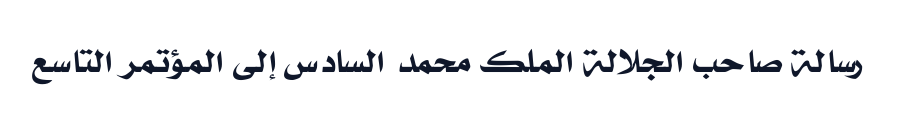 رسالة صاحب الجلالة الملك محمد السادس إلى المؤتمر التاسع